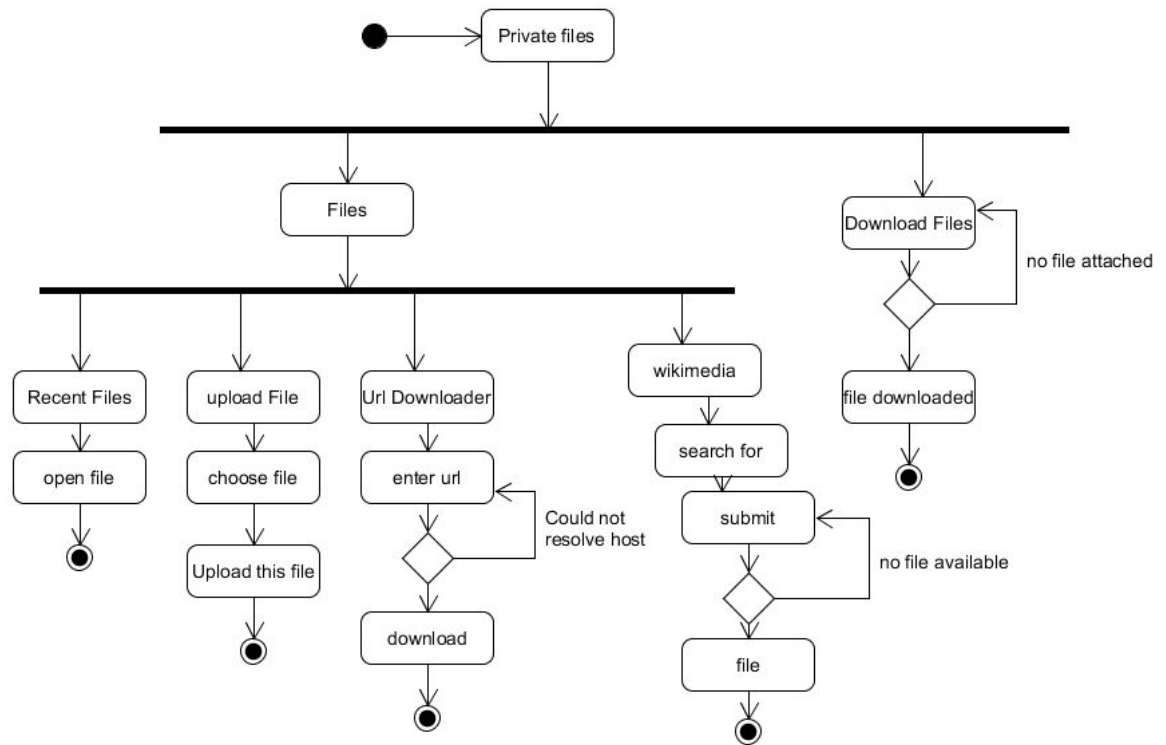 Private files
Files
Download Files
no file attached
Recent Files
upload File
Url Downloader
wikimedia
file downloaded
open file
choose file
enter url
search for
submit
Could not
resolve host
Upload this file
no file available
download
file